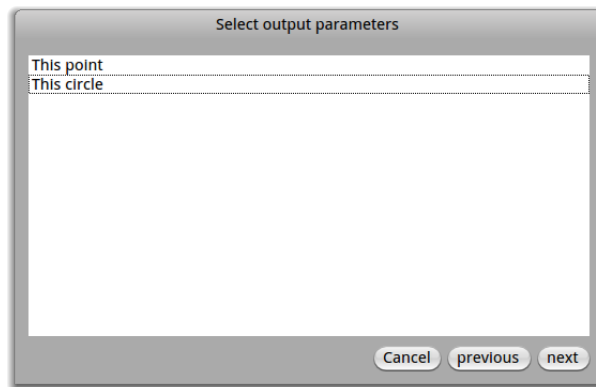 Select output parameters
This point
This circle
Cancel previous next